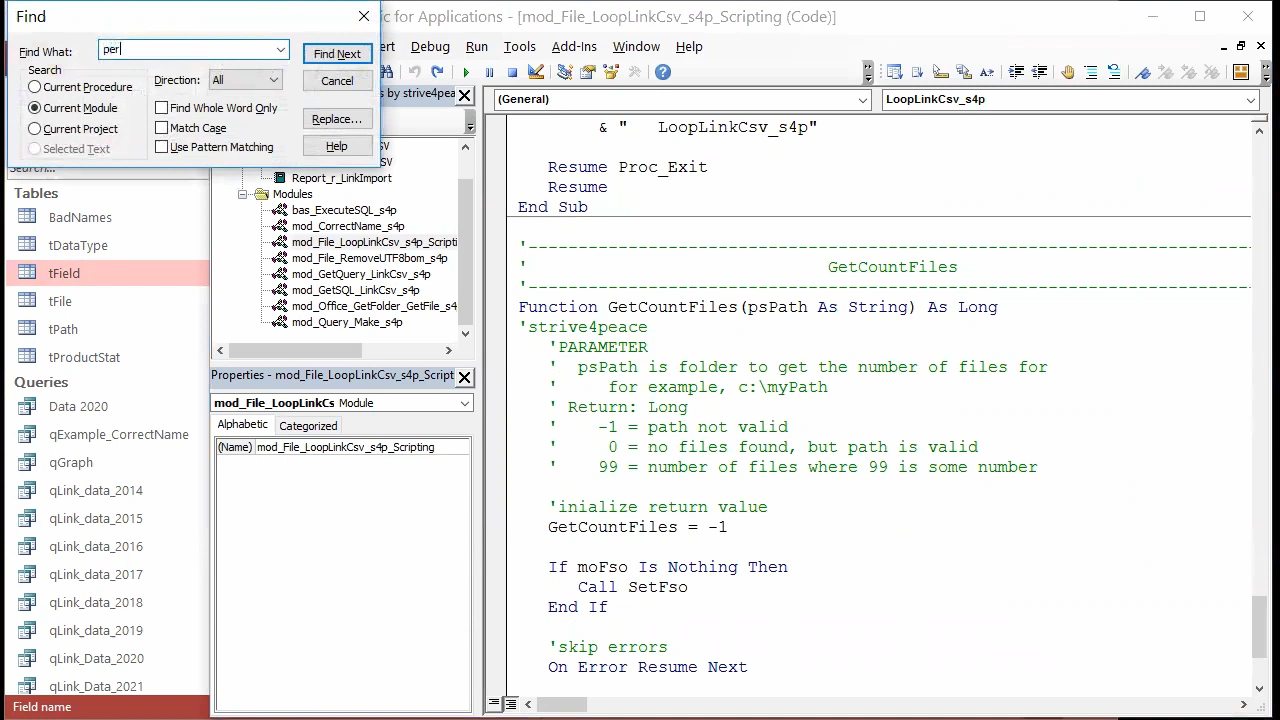 Find
ic for Applications - [mod_File_LoopLinkCsv_s4p_Scripting (Code)]
Find What:
per
Find Next
Debug Run Tools Add-Ins Window Help
Search
Direction: All
Current Procedure
Cancel
Current Module
Find Whole Word Only
by strive4pea
(General)
LoopLinkCsv_s4p
Current Project
Match Case
Replace...
Selected Text
Use Pattern Matching
Help
Search...
Report_r_LinkImport
Modules
bas_ExecuteSQL_s4p
mod_CorrectName_s4p
mod_File_LoopLinkCsv_s4p_Scripti
mod_File_RemoveUTF8bom_s4p
mod_GetQuery_LinkCsv_s4p
mod_GetSQL_LinkCsv_s4p
mod_Office_GetFolder_GetFile_s4
mod_Query_Make_s4p
Tables
BadNames
tDataType
tField
tFile
tPath
tProductStat
Queries
Data 2020
qExample_CorrectName
qGraph
qLink_data_2014
qLink_data_2015
qLink_data_2016
qLink_data_2017
qLink_data_2018
qLink_data_2019
qLink_Data_2020
qLink_Data_2021
Field name
Properties - mod_File_LoopLinkCsv_s4p_Script
mod_File_LoopLinkCs Module
Alphabetic Categorized
(Name) mod_File_LoopLinkCsv_s4p_Scripting
& " LoopLinkCsv_s4p"
Resume Proc_Exit
Resume
End Sub
'--------------------------------------------------------------------------
' GetCountFiles
'--------------------------------------------------------------------------
Function GetCountFiles(psPath As String) As Long
'strive4peace
'PARAMETER
' psPath is folder to get the number of files for
' for example, c:\myPath
' Return: Long
' -1 = path not valid
' 0 = no files found, but path is valid
' 99 = number of files where 99 is some number
'inialize return value
GetCountFiles = -1
If moFso Is Nothing Then
Call SetFso
End If
'skip errors
On Error Resume Next